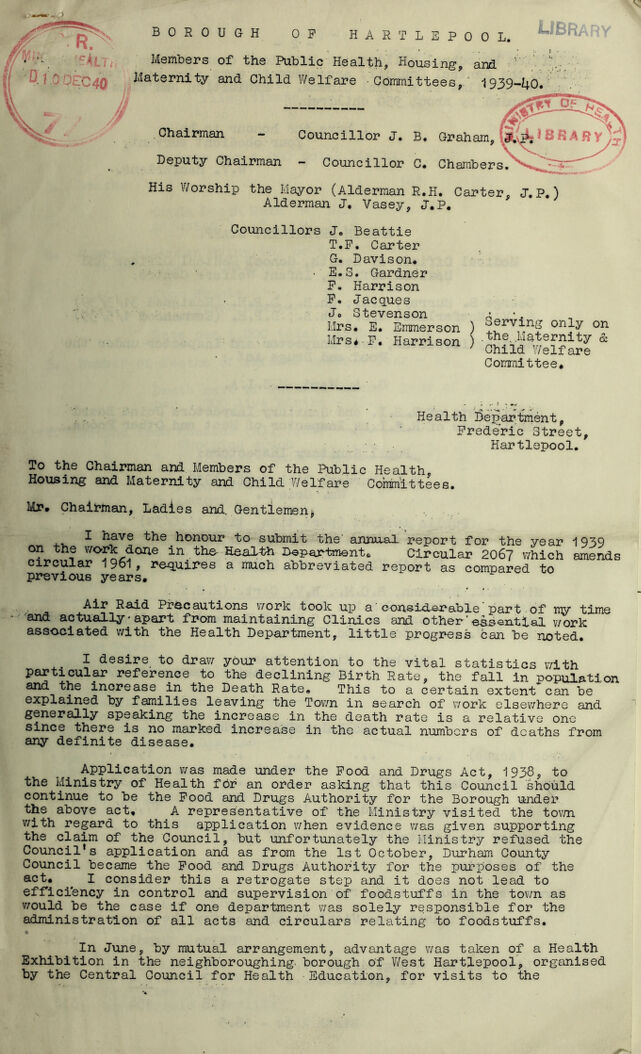 LIBRARY
BOROUGH OF HARTLEPOOL.
Members of the Public Health, Housing, and
Maternity and Child Welfare Committees, 1939-40.
R.
D 10 DEC40
MINISTRY OF HEALTH
LIBRARY
Chairman - Councillor J. B. Graham, J.P.
Deputy Chairman - Councillor C. Chambers.
His Worship the Mayor (Alderman R.H. Carter, J.P.)
Alderman J. Vasey, J.P.
Councillors J. Beattie
T.F. Carter
G. Davison.
E.S. Gardner
F. Harrison
F. Jacques
J. Stevenson
Mrs. E. Emmerson ) Serving only on
Mrs. F. Harrison ) the Maternity &
Child Welfare
Committee.
Health Department,
Frederic Street,
Hartlepool.
To the Chairman and Members of the Public Health,
Housing and Maternity and Child Welfare Committees.
Mr. Chairman, Ladies and Gentlemen,
I have the honour to submit the annual report for the year 1939
on the work done in the Health Department. Circular 2067 which amends
circular 1961, requires a much abbreviated report as compared to
previous years.
Air Raid Precautions work took up a considerable part of my time
and actually apart from maintaining Clinics and other essential work
associated with the Health Department, little progress can be noted.
I desire to draw your attention to the vital statistics with
particular reference to the declining Birth Rate, the fall in population
and the increase in the Death Rate. This to a certain extent can be
explained by families leaving the Town in search of work elsewhere and
generally speaking the increase in the death rate is a relative one
since there is no marked increase in the actual numbers of deaths from
any definite disease.
Application was made under the Food and Drugs Act, 1938, to
the Ministry of Health for an order asking that this Council should
continue to be the Food and Drugs Authority for the Borough under
the above act. A representative of the Ministry visited the town
with regard to this application when evidence was given supporting
the claim of the Council, but unfortunately the Ministry refused the
Council's application and as from the 1st October, Durham County
Council became the Food and Drugs Authority for the purposes of the
act. I consider this a retrogate step and it does not lead to
efficiency in control and supervision of foodstuffs in the town as
would be the case if one department was solely responsible for the
administration of all acts and circulars relating to foodstuffs.
In June, by mutual arrangement, advantage was taken of a Health
Exhibition in the neighboroughing borough of West Hartlepool, organised
by the Central Council for Health Education, for visits to the